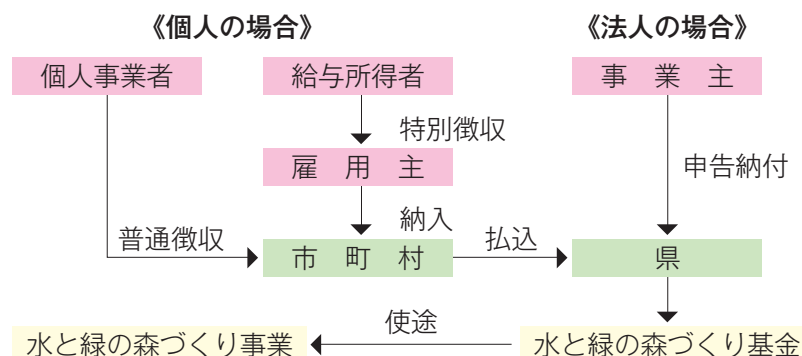 《個人の場合》
《法人の場合》
個人事業者
給与所得者
事業主
特別徴収
雇用主
申告納付
納入
普通徴収
払込
市町村
県
使途
水と緑の森づくり事業
水と緑の森づくり基金